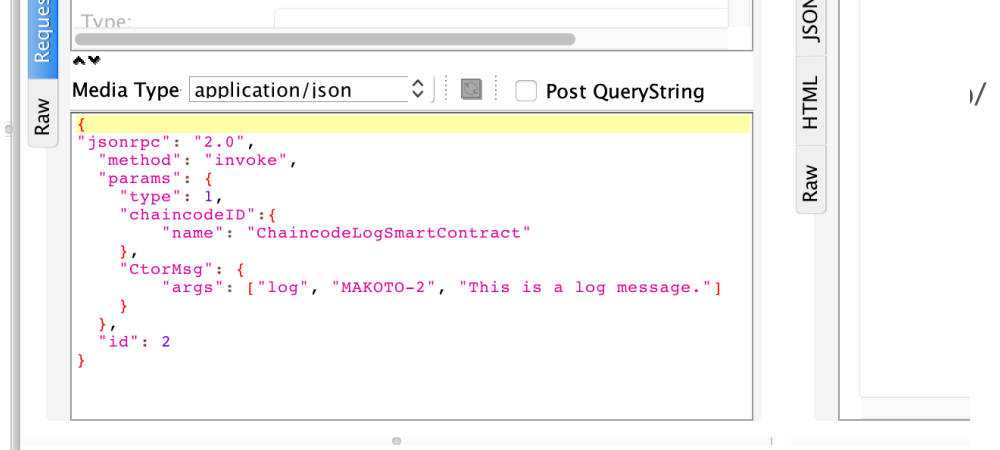 Type:
Reques
Raw
Media Type
application/json
Post QueryString
{
"jsonrpc": "2.0",
"method": "invoke",
"params": {
"type": 1,
"chaincodeID":{
"name": "ChaincodeLogSmartContract"
},
"CtorMsg": {
"args": ["log", "MAKOTO-2", "This is a log message."]
}
},
"id": 2
}
JSON
HTML
Raw
/